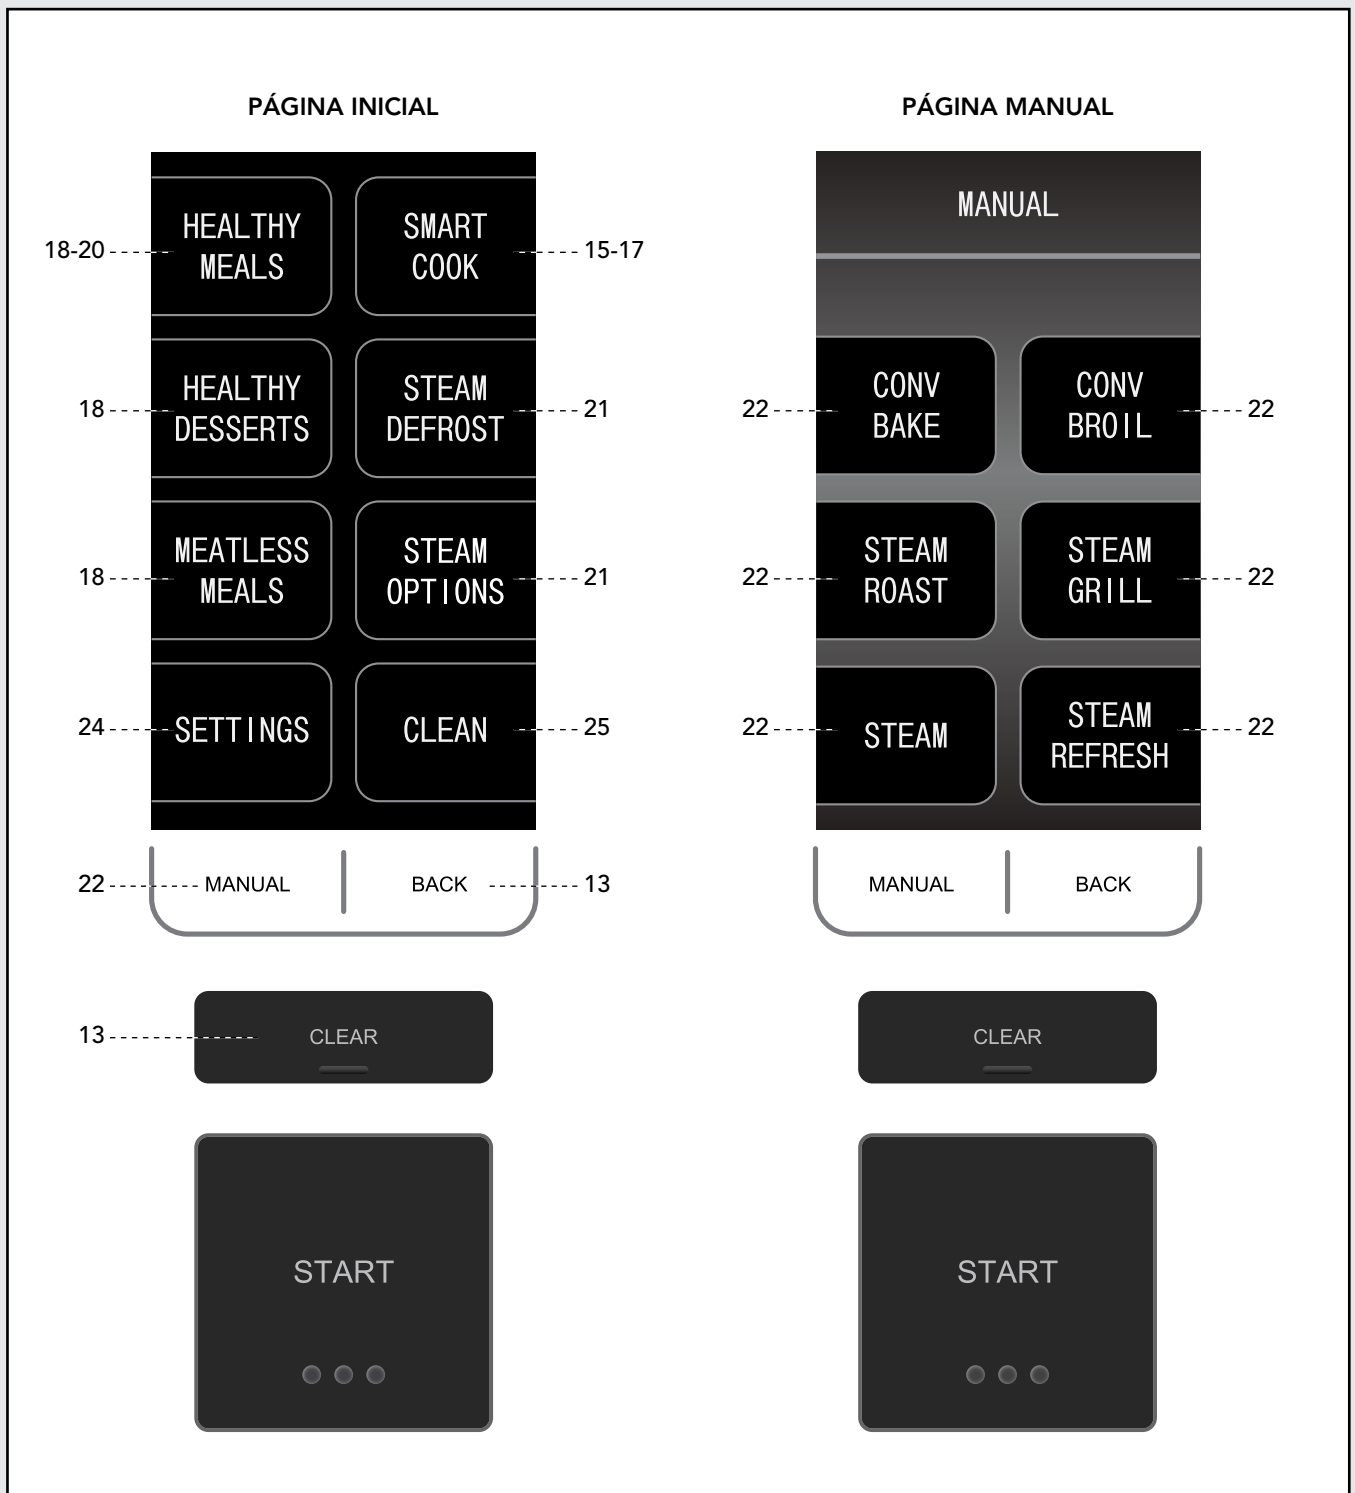 PÁGINA INICIAL
HEALTHY
MEALS
18-20
SMART
COOK
15-17
HEALTHY
DESSERTS
18
STEAM
DEFROST
21
MEATLESS
MEALS
18
STEAM
OPTIONS
21
24
SETTINGS
CLEAN
25
22
MANUAL
BACK
13
13
CLEAR
START
PÁGINA MANUAL
MANUAL
CONV
BAKE
22
CONV
BROIL
22
STEAM
ROAST
22
STEAM
GRILL
22
22
STEAM
STEAM
REFRESH
22
MANUAL
BACK
CLEAR
START